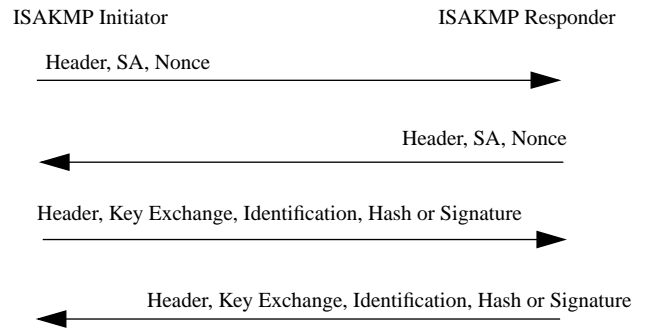 ISAKMP Initiator
ISAKMP Responder
Header, SA, Nonce
Header, SA, Nonce
Header, Key Exchange, Identification, Hash or Signature
Header, Key Exchange, Identification, Hash or Signature